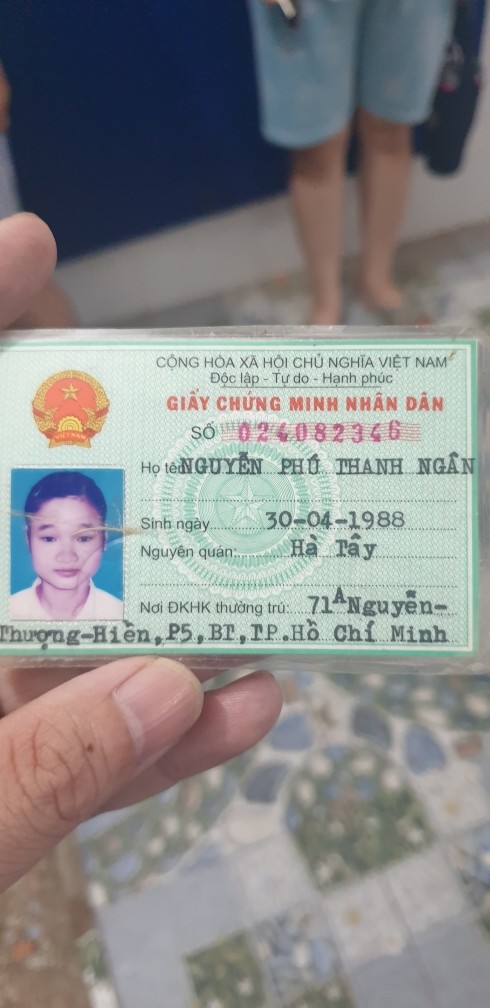 CỘNG HÒA XÃ HỘI CHỦ NGHĨA VIỆT NAM
Độc lập - Tự do - Hạnh phúc
GIẤY CHỨNG MINH NHÂN DÂN
SỐ 024082346
Họ tên NGUYỄN PHÚ THANH NGÂN
Sinh ngày 30-04-1988
Nguyên quán: Hà Tây
Nơi ĐKHK thường trú: 71A Nguyễn-
Thượng-Hiền, P5, BT, TP. Hồ Chí Minh
VIỆT NAM